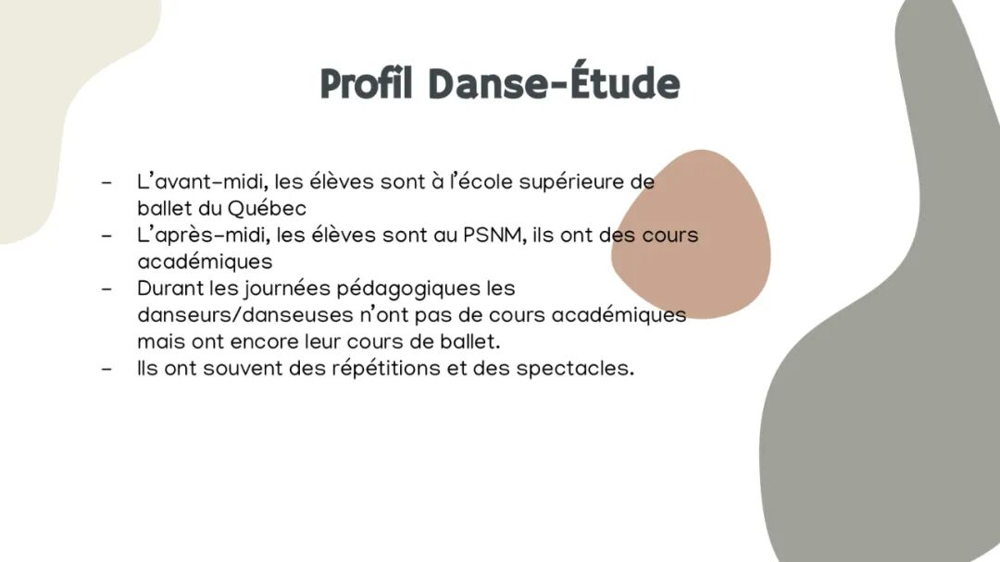 Profil Danse-Étude
- L’avant-midi, les élèves sont à l’école supérieure de
ballet du Québec
- L’après-midi, les élèves sont au PSNM, ils ont des cours
académiques
- Durant les journées pédagogiques les
danseurs/danseuses n’ont pas de cours académiques
mais ont encore leur cours de ballet.
- Ils ont souvent des répétitions et des spectacles.